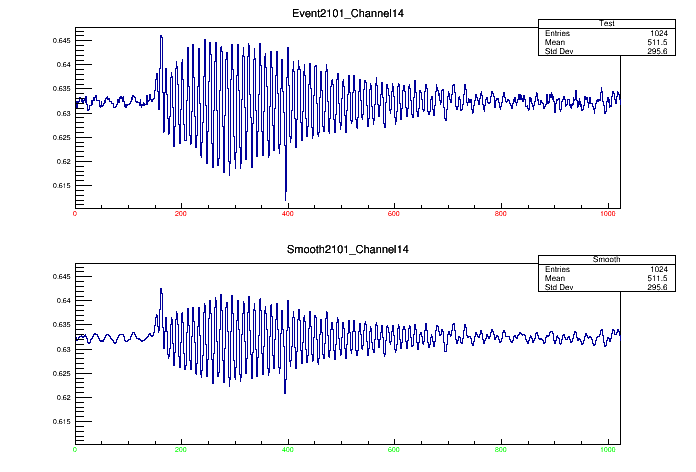 Event2101_Channel14
Test
Entries 1024
Mean 511.5
Std Dev 295.6
0.645
0.64
0.635
0.63
0.625
0.62
0.615
0 200 400 600 800 1000
Smooth2101_Channel14
Smooth
Entries 1024
Mean 511.5
Std Dev 295.6
0.645
0.64
0.635
0.63
0.625
0.62
0.615
0 200 400 600 800 1000